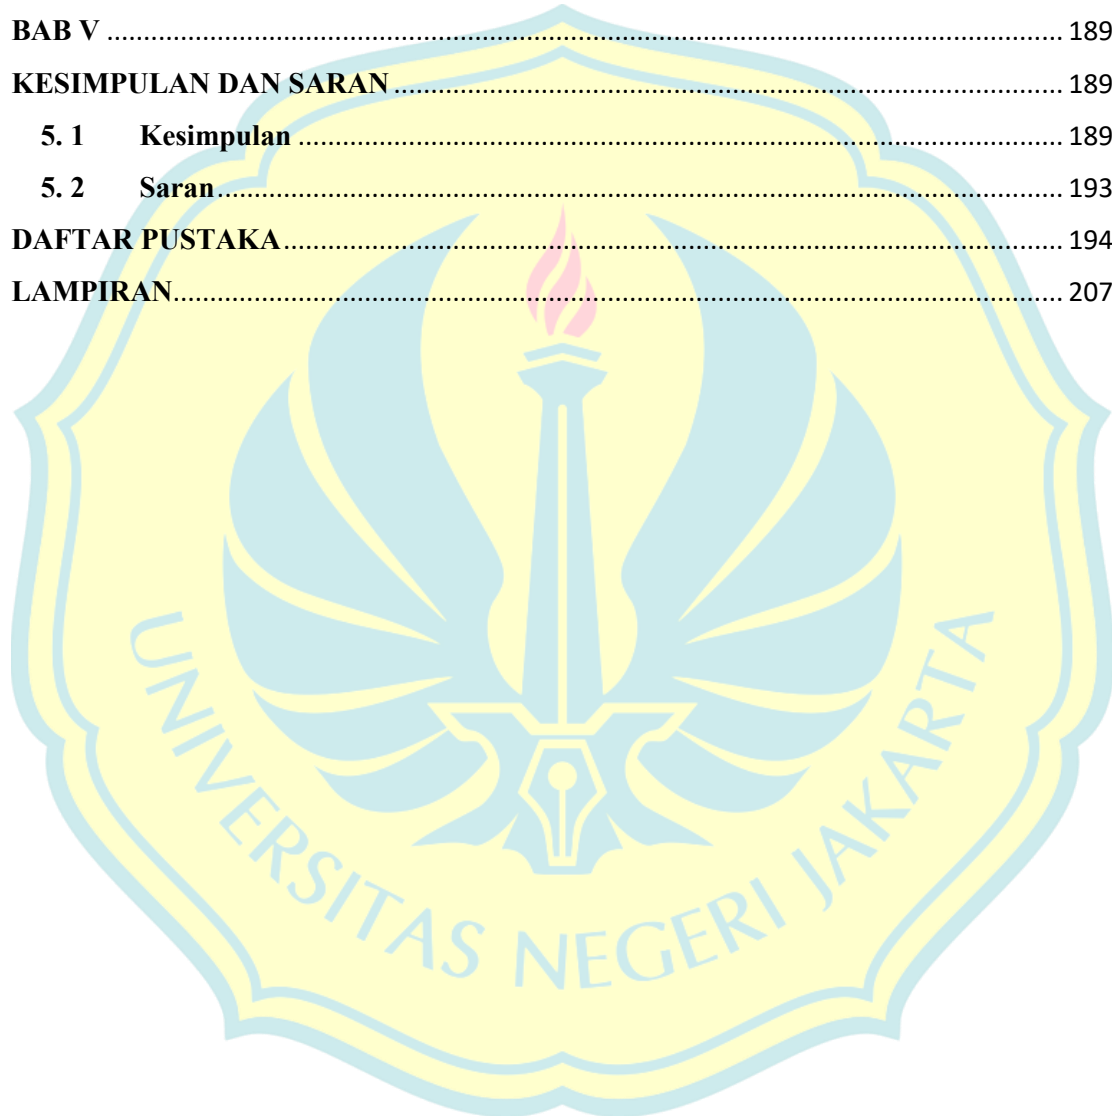 BAB V ........................................................................................................................................ 189
KESIMPULAN DAN SARAN ............................................................................................. 189
5. 1 Kesimpulan .......................................................................................................... 189
5. 2 Saran ..................................................................................................................... 193
DAFTAR PUSTAKA ............................................................................................................ 194
LAMPIRAN ........................................................................................................................... 207
UNIVERSITAS NEGERI JAKARTA